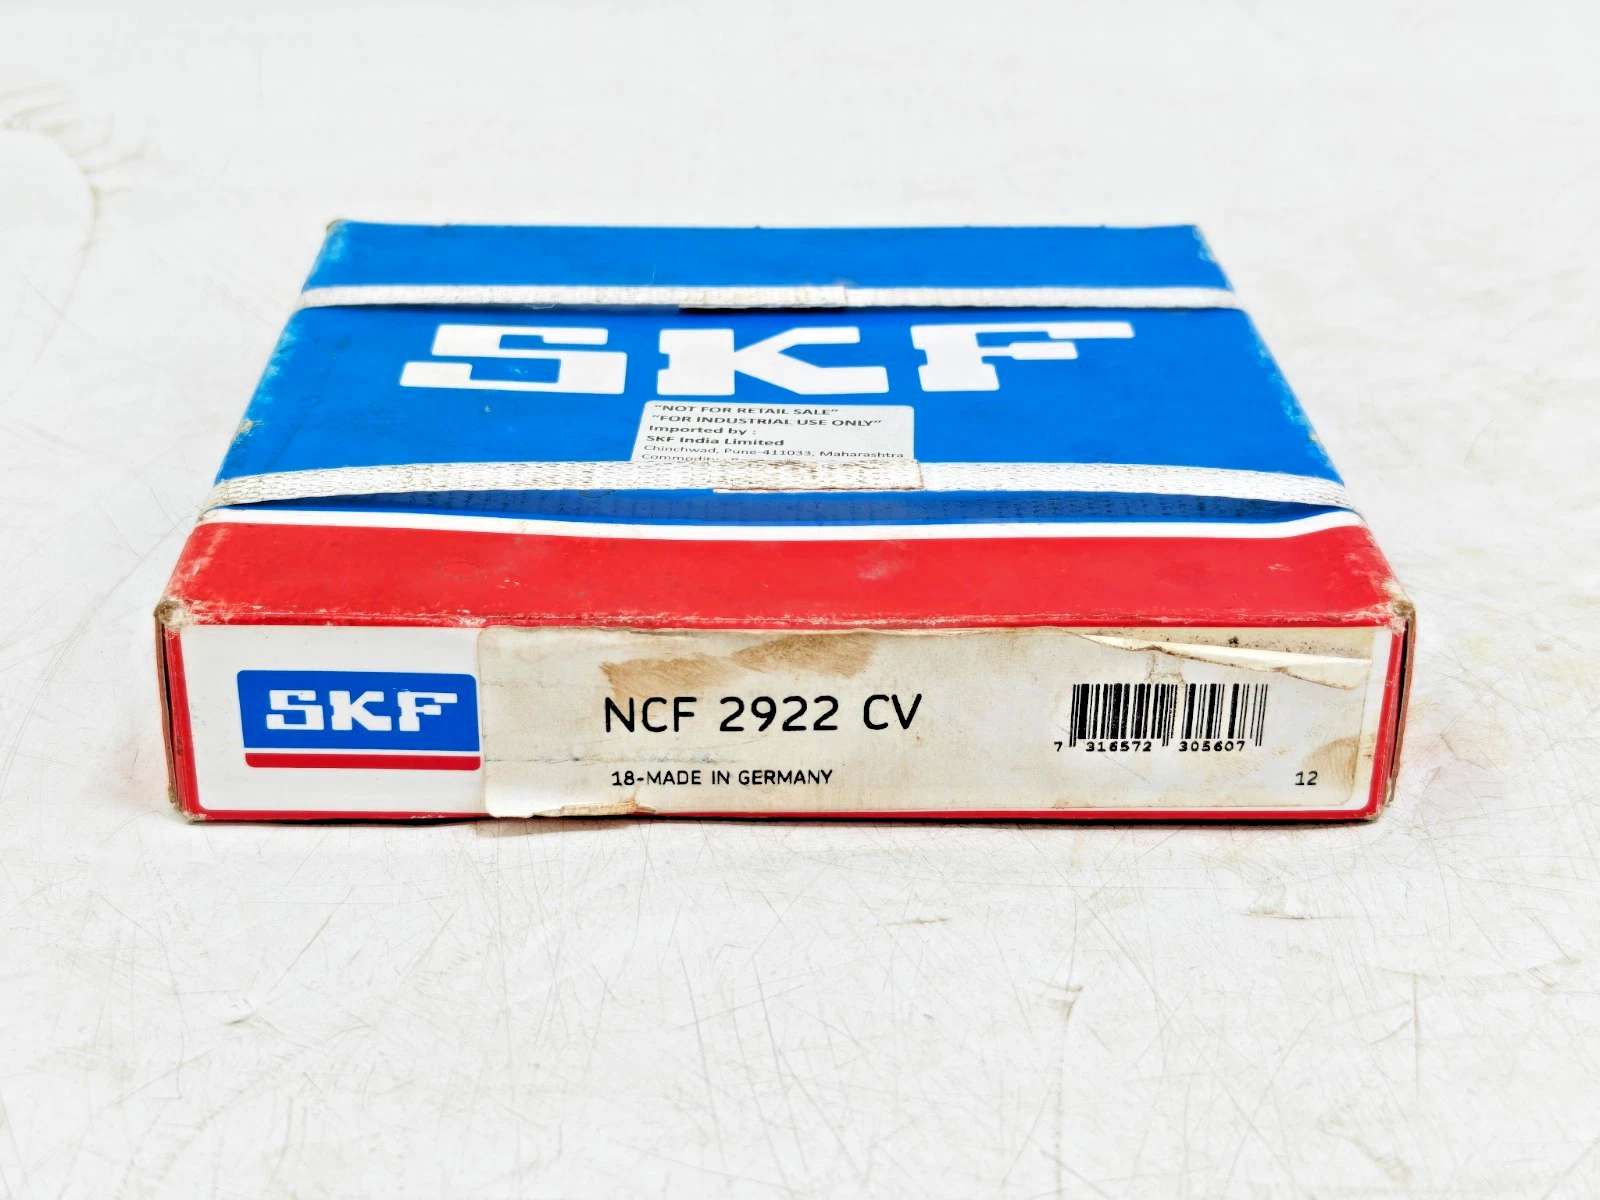 SKF
"NOT FOR RETAIL SALE"
"FOR INDUSTRIAL USE ONLY"
Imported by :
SKF India Limited
Chinchwad, Pune-411033, Maharashtra
SKF
NCF 2922 CV
18-MADE IN GERMANY
7 316572 305607
12